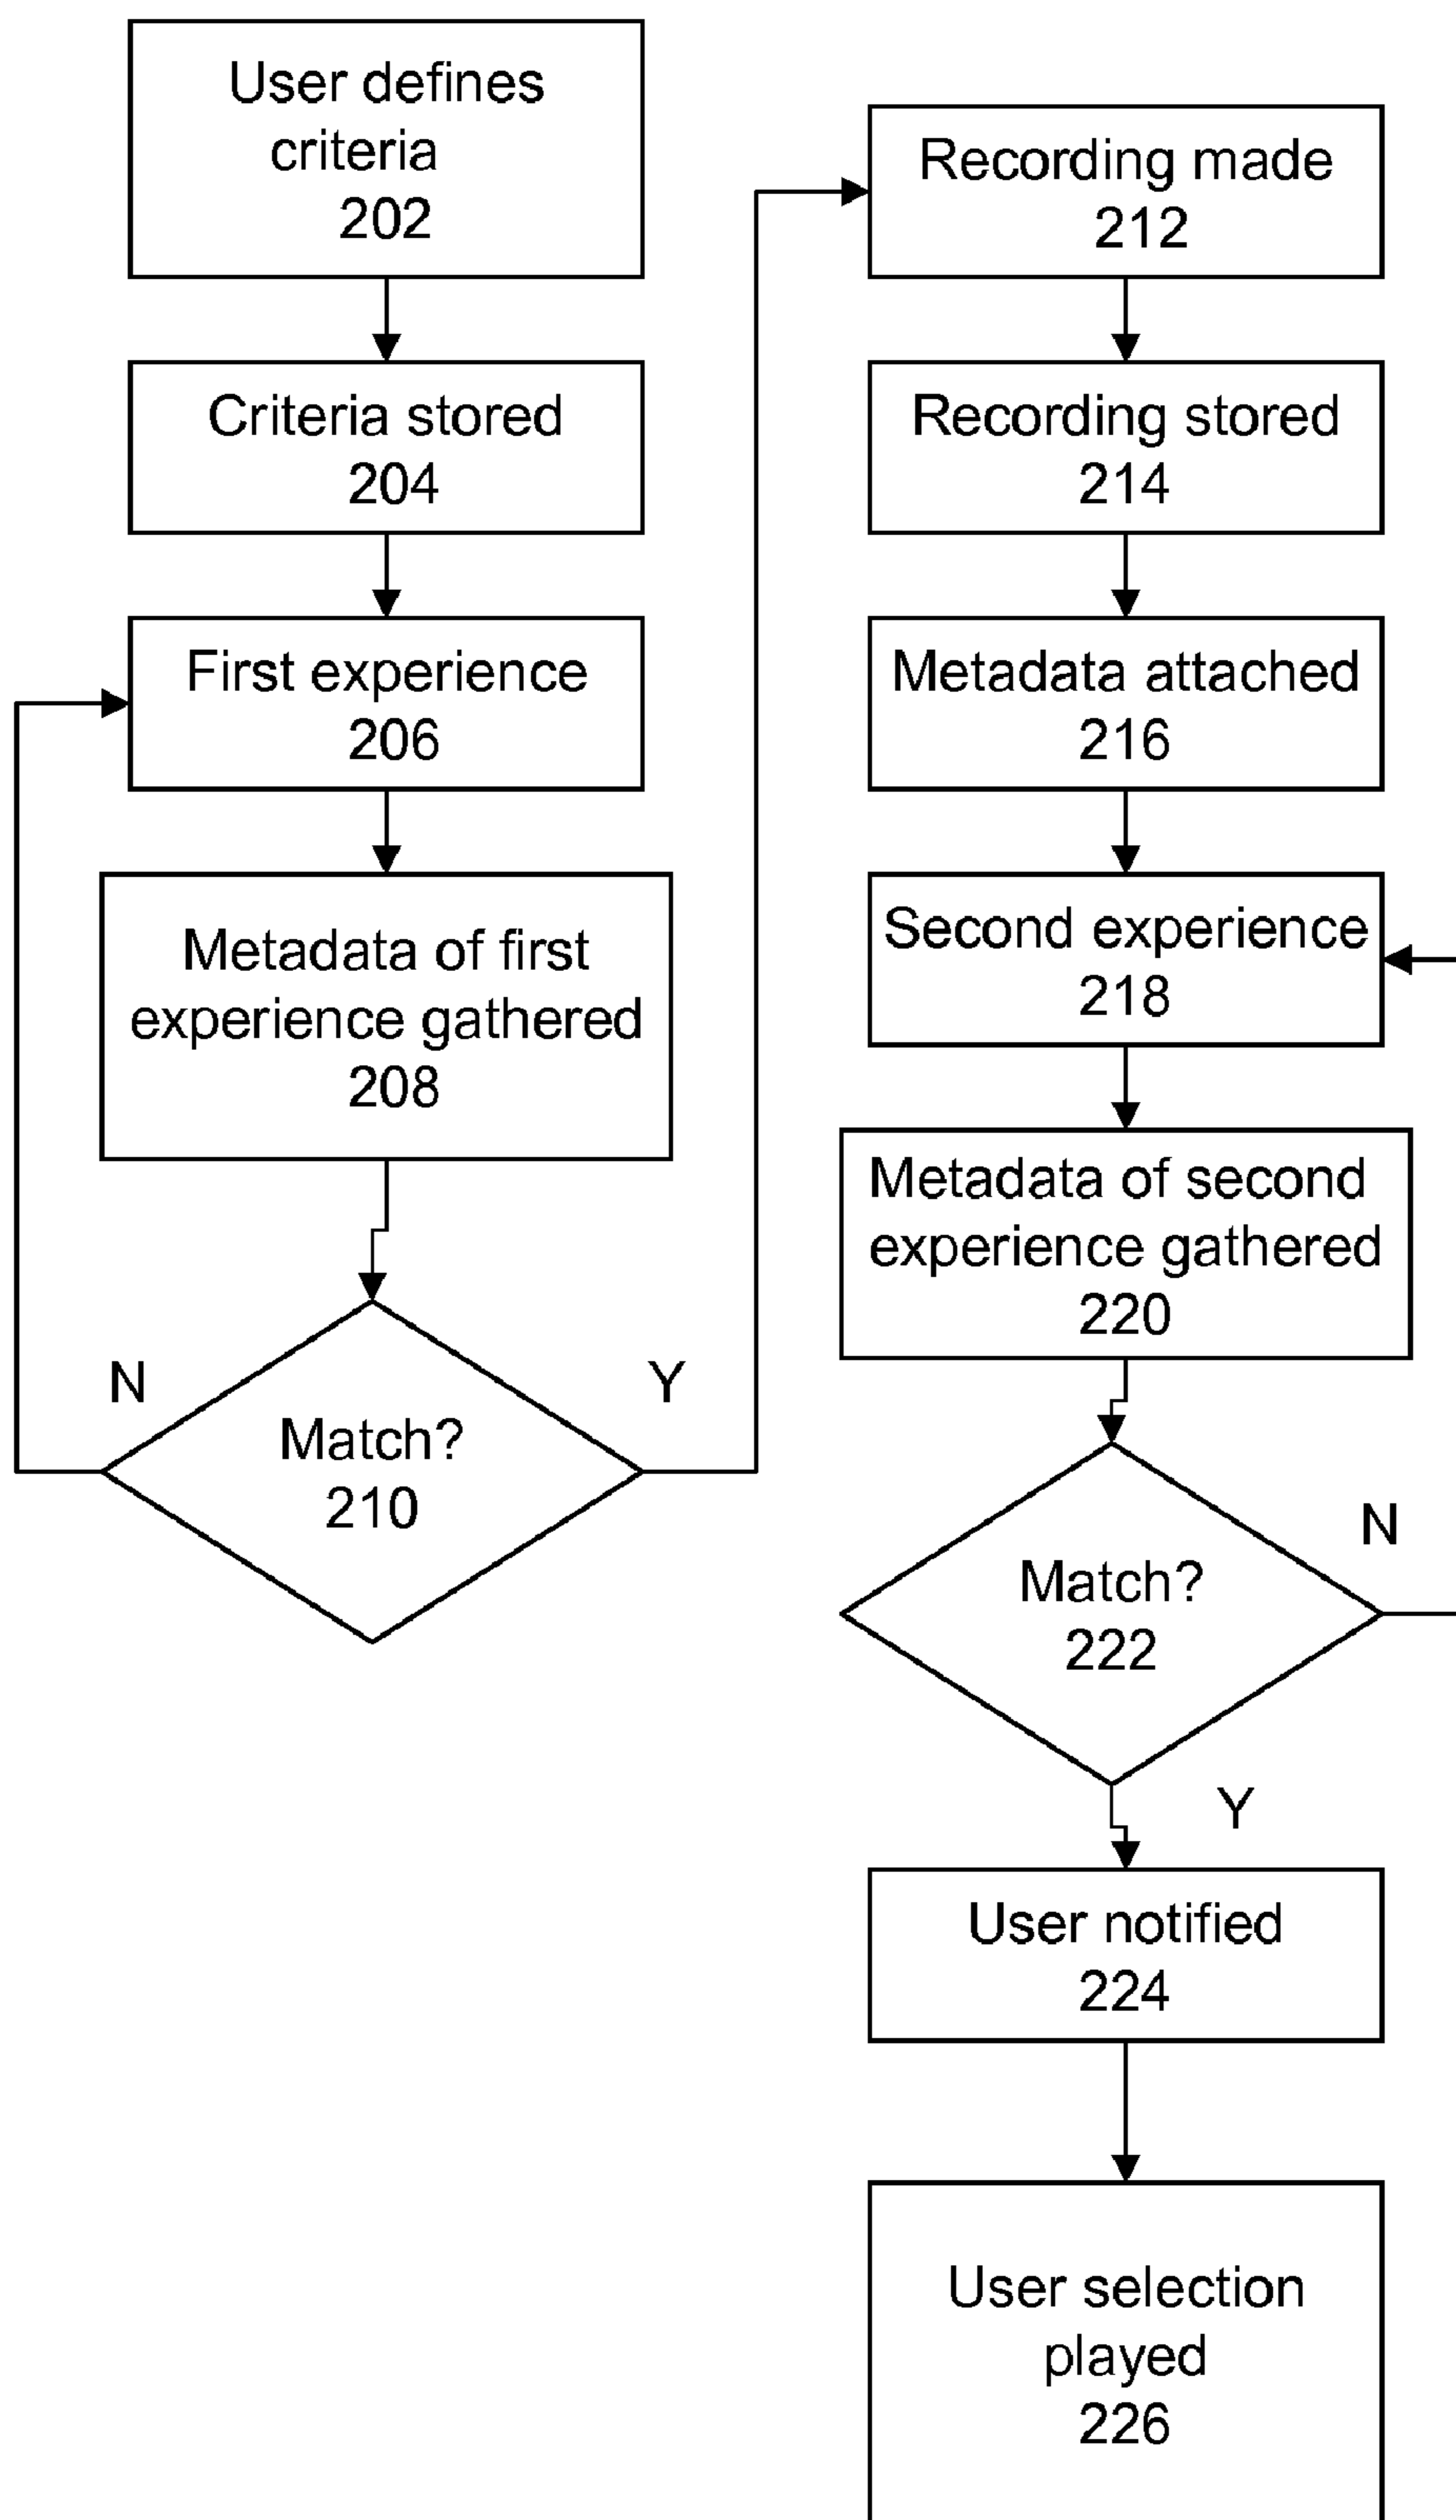 User defines
criteria
202
Criteria stored
204
First experience
206
Metadata of first
experience gathered
208
N
Y
Match?
210
Recording made
212
Recording stored
214
Metadata attached
216
Second experience
218
Metadata of second
experience gathered
220
N
Match?
222
Y
User notified
224
User selection
played
226